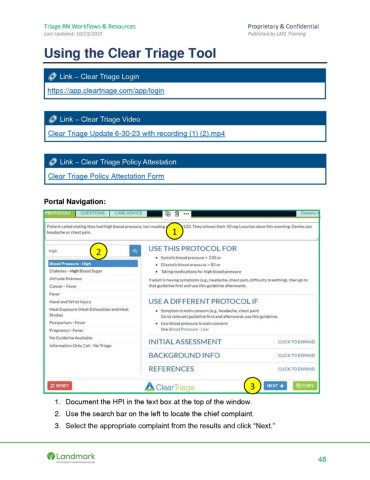 Triage RN Workflows & Resources Proprietary & Confidential
Last Updated: 10/13/2023 Published by LMS Training
Using the Clear Triage Tool
Link – Clear Triage Login
https://app.cleartriage.com/app/login
Link – Clear Triage Video
Clear Triage Update 6-30-23 with recording (1) (2).mp4
Link – Clear Triage Policy Attestation
Clear Triage Policy Attestation Form
Portal Navigation:
PROTOCOLS QUESTIONS CARE ADVICE
Patient called stating they had high blood pressure, last reading 120. They missed their 50 mg Losartan dose this morning. Denies any
headache or chest pain.
1
high
2
Blood Pressure - High
Diabetes - High Blood Sugar
Altitude Sickness
Cancer - Fever
Fever
Hand and Wrist Injury
Heat Exposure (Heat Exhaustion and Heat
Stroke)
Postpartum - Fever
Pregnancy - Fever
No Guideline Available
Information Only Call - No Triage
USE THIS PROTOCOL FOR
Systolic blood pressure > 130 or
Diastolic blood pressure > 80 or
Taking medications for high blood pressure
If patient is having symptoms (e.g., headache, chest pain, difficulty breathing), then go to
that guideline first and use this guideline afterwards.
USE A DIFFERENT PROTOCOL IF
Symptom is main concern (e.g., headache, chest pain)
Go to relevant guideline first and afterwards use this guideline.
Low blood pressure is main concern
Use Blood Pressure - Low
INITIAL ASSESSMENT CLICK TO EXPAND
BACKGROUND INFO CLICK TO EXPAND
REFERENCES CLICK TO EXPAND
RESET ClearTriage 3 NEXT COPY
1. Document the HPI in the text box at the top of the window.
2. Use the search bar on the left to locate the chief complaint.
3. Select the appropriate complaint from the results and click “Next.”
Landmark
48